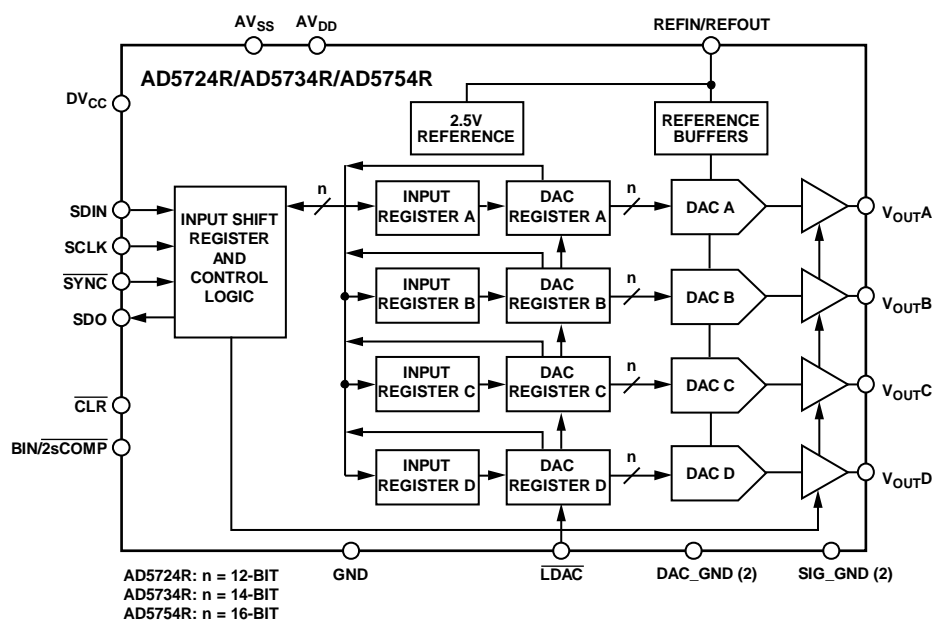 AVSS AVDD REFIN/REFOUT
AD5724R/AD5734R/AD5754R
DVCC
2.5V
REFERENCE
REFERENCE
BUFFERS
SDIN
SCLK
SYNC
SDO
CLR
BIN/2sCOMP
INPUT SHIFT
REGISTER
AND
CONTROL
LOGIC
n
INPUT
REGISTER A
DAC
REGISTER A
n
DAC A
VOUTA
INPUT
REGISTER B
DAC
REGISTER B
n
DAC B
VOUTB
INPUT
REGISTER C
DAC
REGISTER C
n
DAC C
VOUTC
INPUT
REGISTER D
DAC
REGISTER D
n
DAC D
VOUTD
GND LDAC DAC_GND (2) SIG_GND (2)
AD5724R: n = 12-BIT
AD5734R: n = 14-BIT
AD5754R: n = 16-BIT